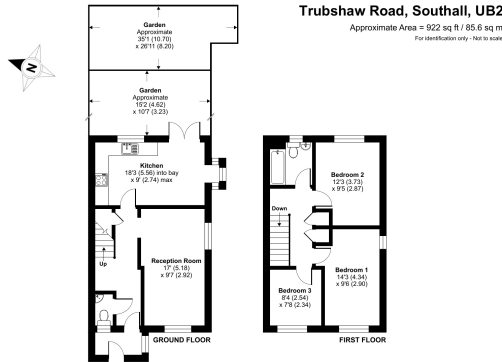 Trubshaw Road, Southall, UB2
Approximate Area = 922 sq ft / 85.6 sq m
For identification only - Not to scale
N
Garden
Approximate
35'1 (10.70)
x 26'11 (8.20)
Garden
Approximate
15'2 (4.62)
x 10'7 (3.23)
Kitchen
18'3 (5.56) into bay
x 9' (2.74) max
Up
Reception Room
17' (5.18)
x 9'7 (2.92)
GROUND FLOOR
Bedroom 2
12'3 (3.73)
x 9'5 (2.87)
Down
Bedroom 1
14'3 (4.34)
x 9'6 (2.90)
Bedroom 3
8'4 (2.54)
x 7'8 (2.34)
FIRST FLOOR